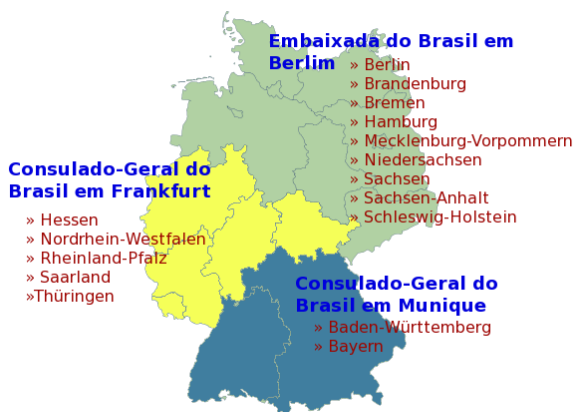 Embaixada do Brasil em
Berlim
» Berlin
» Brandenburg
» Bremen
» Hamburg
» Mecklenburg-Vorpommern
» Niedersachsen
» Sachsen
» Sachsen-Anhalt
» Schleswig-Holstein
Consulado-Geral do
Brasil em Frankfurt
» Hessen
» Nordrhein-Westfalen
» Rheinland-Pfalz
» Saarland
»Thüringen
Consulado-Geral do
Brasil em Munique
» Baden-Württemberg
» Bayern